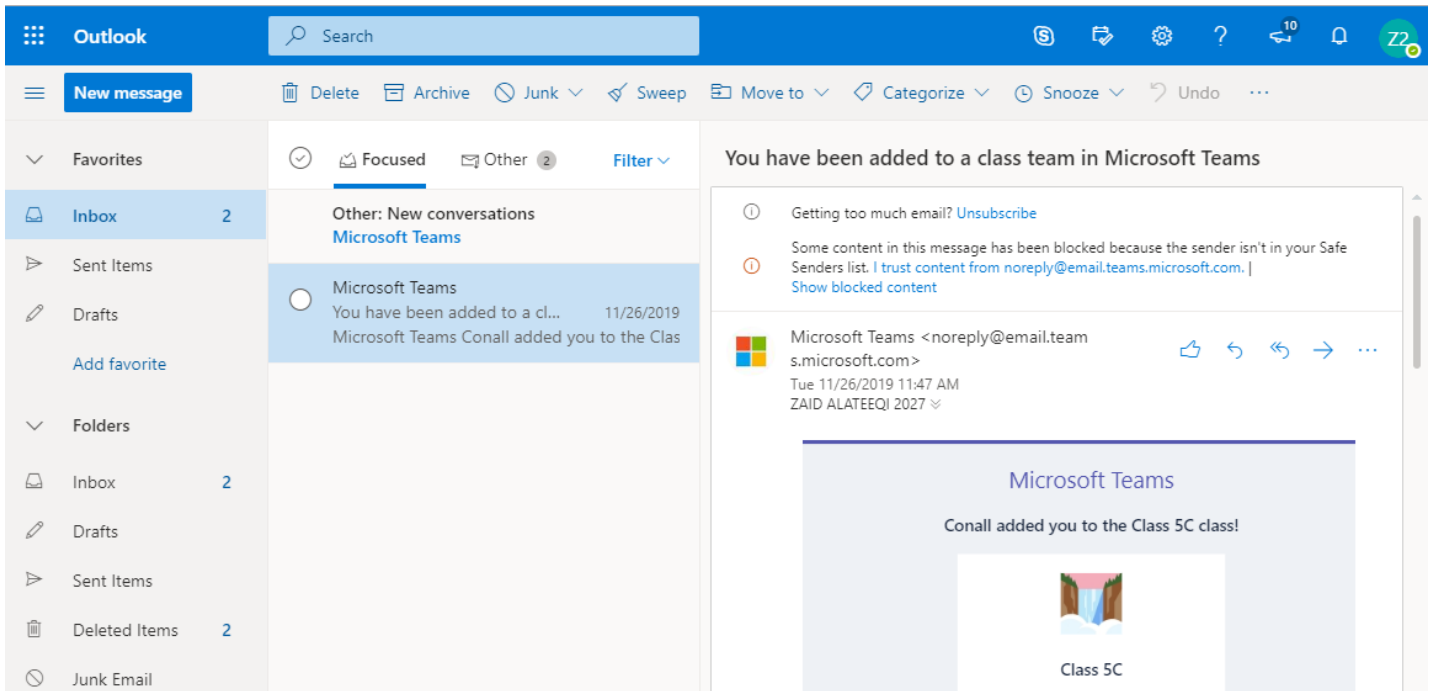 Outlook
Search
10
Z2
New message
Delete
Archive
Junk
Sweep
Move to
Categorize
Snooze
Undo
Favorites
Inbox 2
Sent Items
Drafts
Add favorite
Folders
Inbox 2
Drafts
Sent Items
Deleted Items 2
Junk Email
Focused
Other 2
Filter
Other: New conversations
Microsoft Teams
Microsoft Teams
You have been added to a cl... 11/26/2019
Microsoft Teams Conall added you to the Clas
You have been added to a class team in Microsoft Teams
Getting too much email? Unsubscribe
Some content in this message has been blocked because the sender isn't in your Safe
Senders list. I trust content from noreply@email.teams.microsoft.com. |
Show blocked content
Microsoft Teams <noreply@email.team
s.microsoft.com>
Tue 11/26/2019 11:47 AM
ZAID ALATEEQI 2027
Microsoft Teams
Conall added you to the Class 5C class!
Class 5C